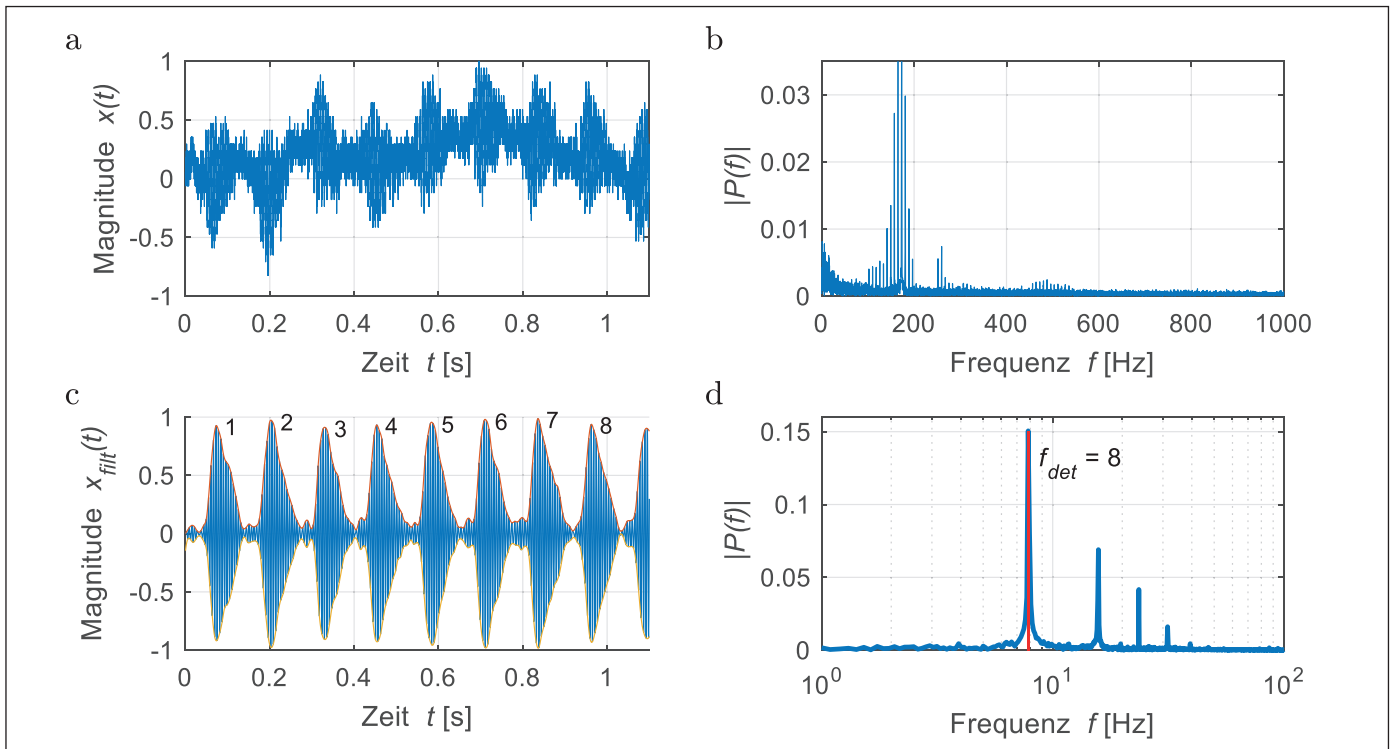 a
Magnitude x(t)
1
0.5
0
-0.5
-1
0 0.2 0.4 0.6 0.8 1
Zeit t [s]
b
|P(f)|
0.03
0.02
0.01
0
0 200 400 600 800 1000
Frequenz f [Hz]
c
Magnitude x_filt(t)
1
0.5
0
-0.5
-1
1 2 3 4 5 6 7 8
0 0.2 0.4 0.6 0.8 1
Zeit t [s]
d
|P(f)|
0.15
0.1
0.05
0
f_det = 8
10^0 10^1 10^2
Frequenz f [Hz]